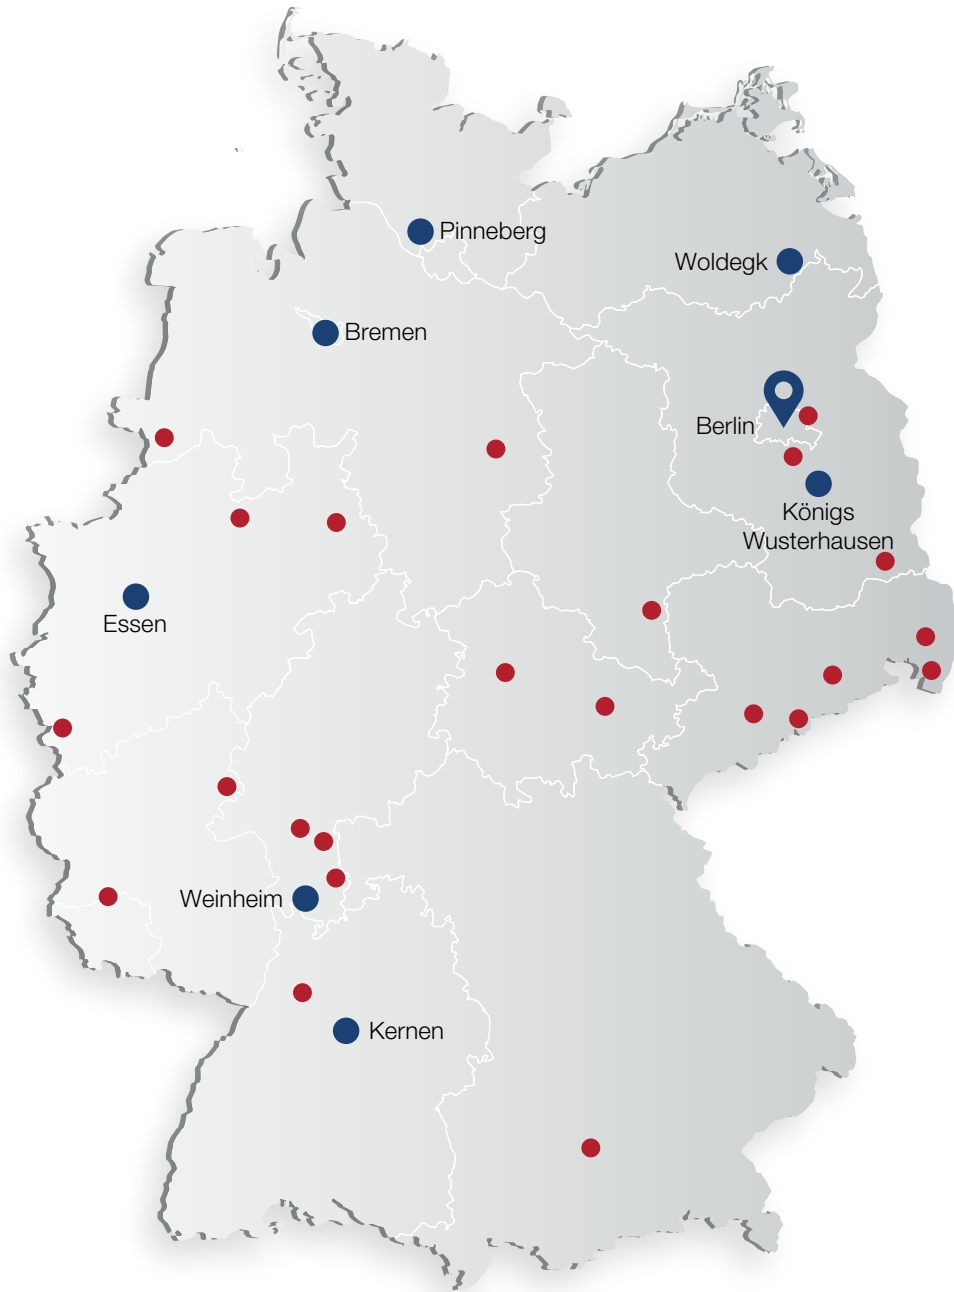 Pinneberg
Woldegk
Bremen
Berlin
Königs
Wusterhausen
Essen
Weinheim
Kernen